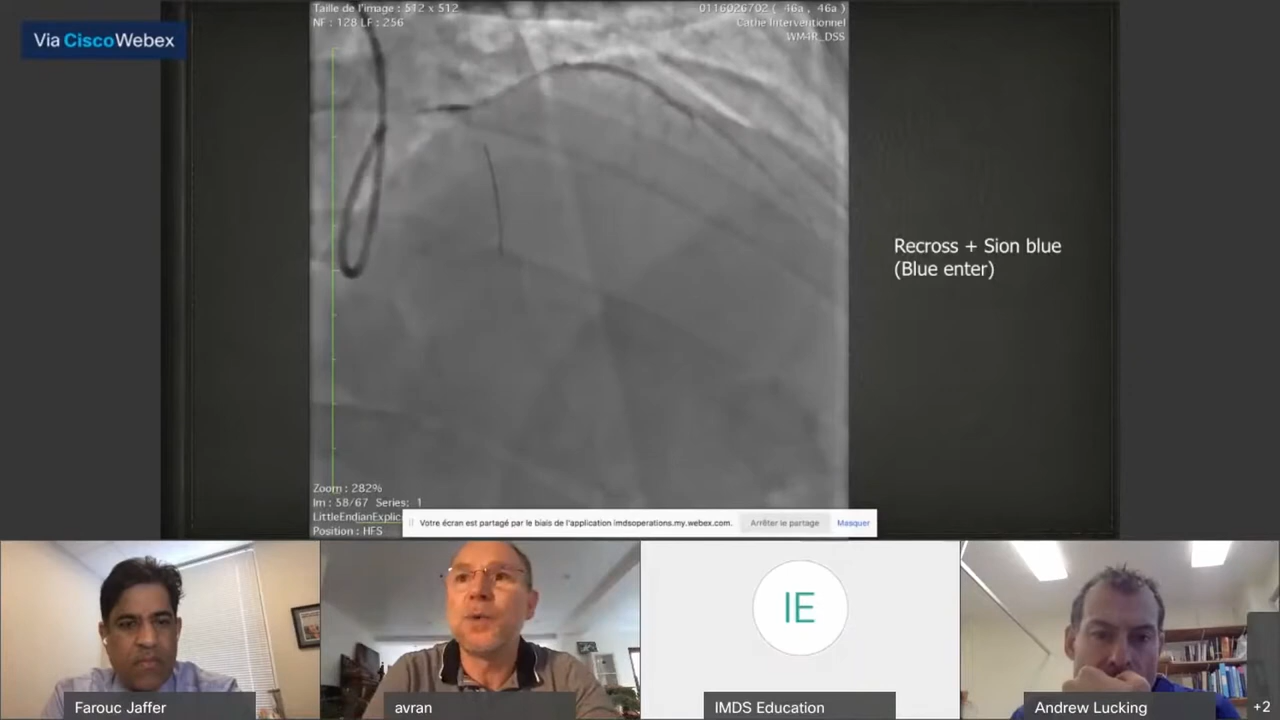 Via CiscoWebex
Taille de l'image : 512 x 512
NF : 128 LF : 256
0116026702 ( 46a , 46a )
Cathe Interventionnel
WM4R_DSS
Recross + Sion blue
(Blue enter)
Zoom : 282%
Im : 58/67 Series: 1
LittleEndianExplic
Position : HFS
Votre écran est partagé par le biais de l'application imdsoperations.my.webex.com.
Arrêter le partage
Masquer
Farouc Jaffer
avran
IE
IMDS Education
Andrew Lucking
+2